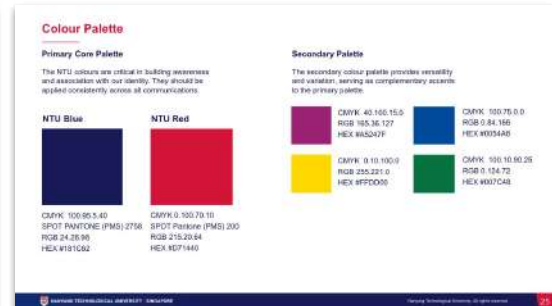 Colour Palette
Primary Core Palette
The NTU colours are critical in building awareness
and association with our identity. They should be
applied consistently across all communications.
NTU Blue
NTU Red
CMYK 100.95.5.40
SPOT PANTONE (PMS) 2758
RGB 24.28.98
HEX #181C62
CMYK 0.100.70.10
SPOT Pantone (PMS) 200
RGB 215.20.64
HEX #D71440
Secondary Palette
The secondary colour palette provides versatility
and variation, serving as complementary accents
to the primary palette.
CMYK 40.100.15.0
RGB 165.36.127
HEX #A5247F
CMYK 100.75.0.0
RGB 0.84.166
HEX #0054A6
CMYK 0.10.100.0
RGB 255.221.0
HEX #FFDD00
CMYK 100.10.90.25
RGB 0.124.72
HEX #007C48
NANYANG TECHNOLOGICAL UNIVERSITY SINGAPORE
Nanyang Technological University. All rights reserved.